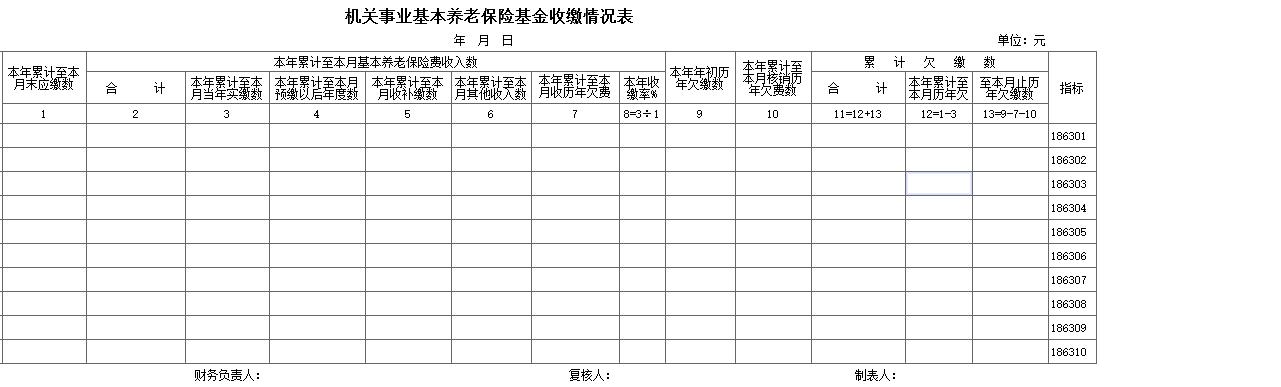 机关事业基本养老保险基金收缴情况表
年 月 日 单位: 元
本年累计至本月末应缴数 本年累计至本月基本养老保险费收入数 本年年初历年欠缴数 本年累计至本月核销历年欠费数 累 计 欠 缴 数 指标
合 计 本年累计至本月当年实缴数 本年累计至本月预缴以后年度数 本年累计至本月收补缴数 本年累计至本月其他收入数 本年累计至本月收历年欠费 本年收缴率% 合 计 本年累计至本月历年欠 至本月止历年欠缴数
1 2 3 4 5 6 7 8=3÷1 9 10 11=12+13 12=1-3 13=9-7-10
186301
186302
186303
186304
186305
186306
186307
186308
186309
186310
财务负责人: 复核人: 制表人: